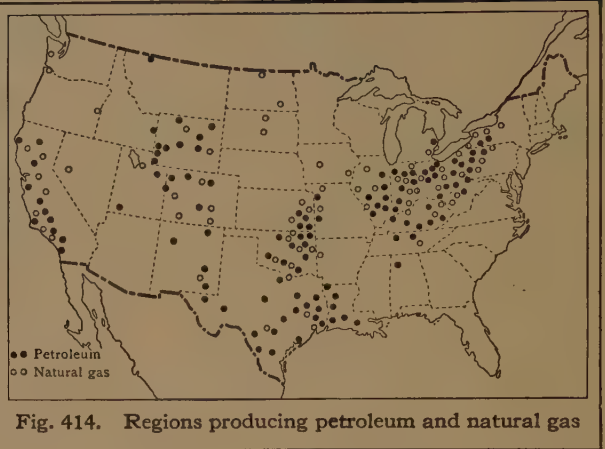 Petroleum
Natural gas
Fig. 414. Regions producing petroleum and natural gas